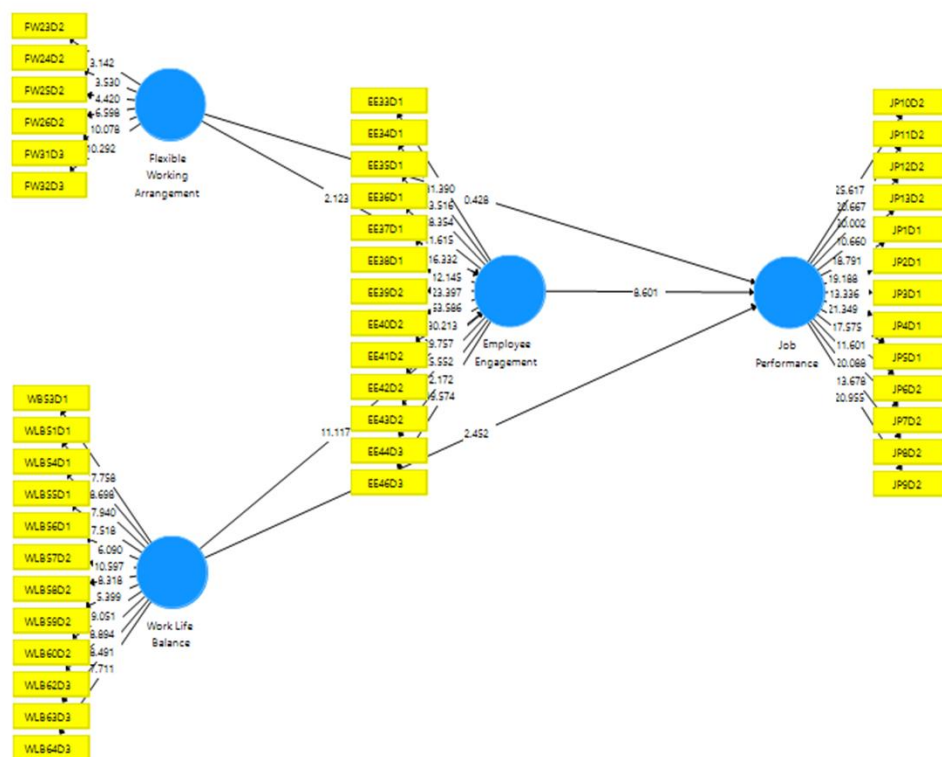 FW23D2
FW24D2
FW25D2
FW26D2
FW31D3
FW32D3
3.142
3.530
4.420
6.598
10.078
10.292
Flexible
Working
Arrangement
2.123
0.428
EE33D1
EE34D1
EE35D1
EE36D1
EE37D1
EE38D1
EE39D2
EE40D2
EE41D2
EE42D2
EE43D2
EE44D3
EE46D3
16.332
12.145
23.397
53.586
30.213
Employee
Engagement
8.601
JP10D2
JP11D2
JP12D2
JP13D2
JP1D1
JP2D1
JP3D1
JP4D1
JP5D1
JP6D2
JP7D2
JP8D2
JP9D2
25.617
20.667
10.660
18.791
19.188
13.336
21.349
17.575
11.601
20.088
13.678
20.955
Job
Performance
WB53D1
WLB51D1
WLB54D1
WLB55D1
WLB56D1
WLB57D2
WLB58D2
WLB59D2
WLB60D2
WLB62D3
WLB63D3
WLB64D3
7.758
8.698
7.940
7.518
6.090
10.597
8.318
5.399
9.051
8.894
8.491
7.711
Work Life
Balance
11.117
2.452